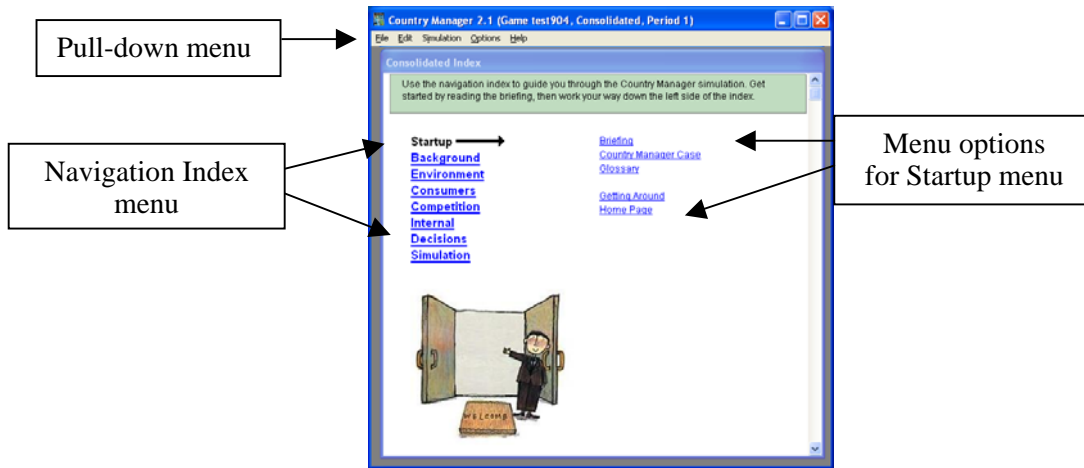 Pull-down menu
Country Manager 2.1 (Game test904, Consolidated, Period 1)
File Edit Simulation Options Help
Consolidated Index
Use the navigation index to guide you through the Country Manager simulation. Get
started by reading the briefing, then work your way down the left side of the index.
Navigation Index
menu
Startup
Background
Environment
Consumers
Competition
Internal
Decisions
Simulation
Briefing
Country Manager Case
Glossary
Getting Around
Home Page
Menu options
for Startup menu
WELCOME